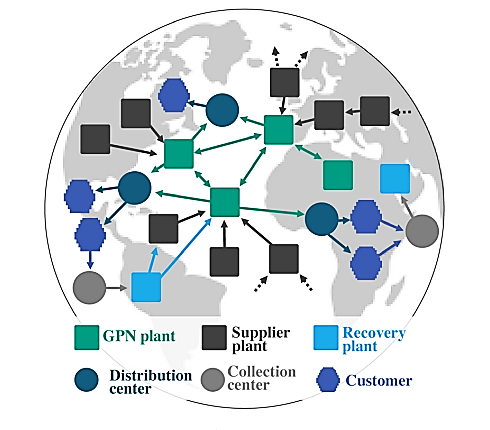 GPN plant
Supplier
plant
Recovery
plant
Distribution
center
Collection
center
Customer